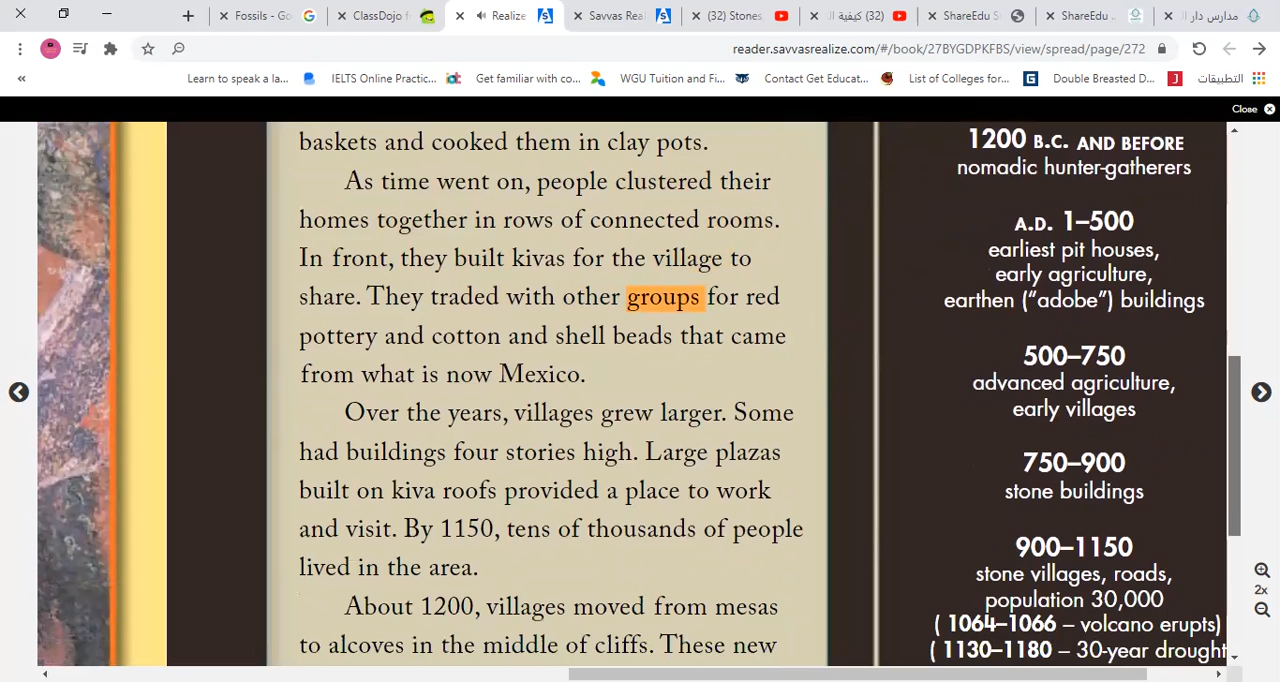 Fossils - Go
ClassDojo
Realize
Savvas Rea
(32) Stones,
(32) كيفية ال
ShareEdu S
ShareEdu
مدارس دار ال
reader.savvasrealize.com/#/book/27BYGDPKFBS/view/spread/page/272
«
Learn to speak a la...
IELTS Online Practic...
Get familiar with co...
WGU Tuition and Fi...
Contact Get Educat...
List of Colleges for...
Double Breasted D...
التطبيقات
Close
baskets and cooked them in clay pots.
As time went on, people clustered their
homes together in rows of connected rooms.
In front, they built kivas for the village to
share. They traded with other groups for red
pottery and cotton and shell beads that came
from what is now Mexico.
Over the years, villages grew larger. Some
had buildings four stories high. Large plazas
built on kiva roofs provided a place to work
and visit. By 1150, tens of thousands of people
lived in the area.
About 1200, villages moved from mesas
to alcoves in the middle of cliffs. These new
1200 B.C. AND BEFORE
nomadic hunter-gatherers
A.D. 1–500
earliest pit houses,
early agriculture,
earthen (“adobe”) buildings
500–750
advanced agriculture,
early villages
750–900
stone buildings
900–1150
stone villages, roads,
population 30,000
( 1064–1066 – volcano erupts)
( 1130–1180 – 30-year drought
2x